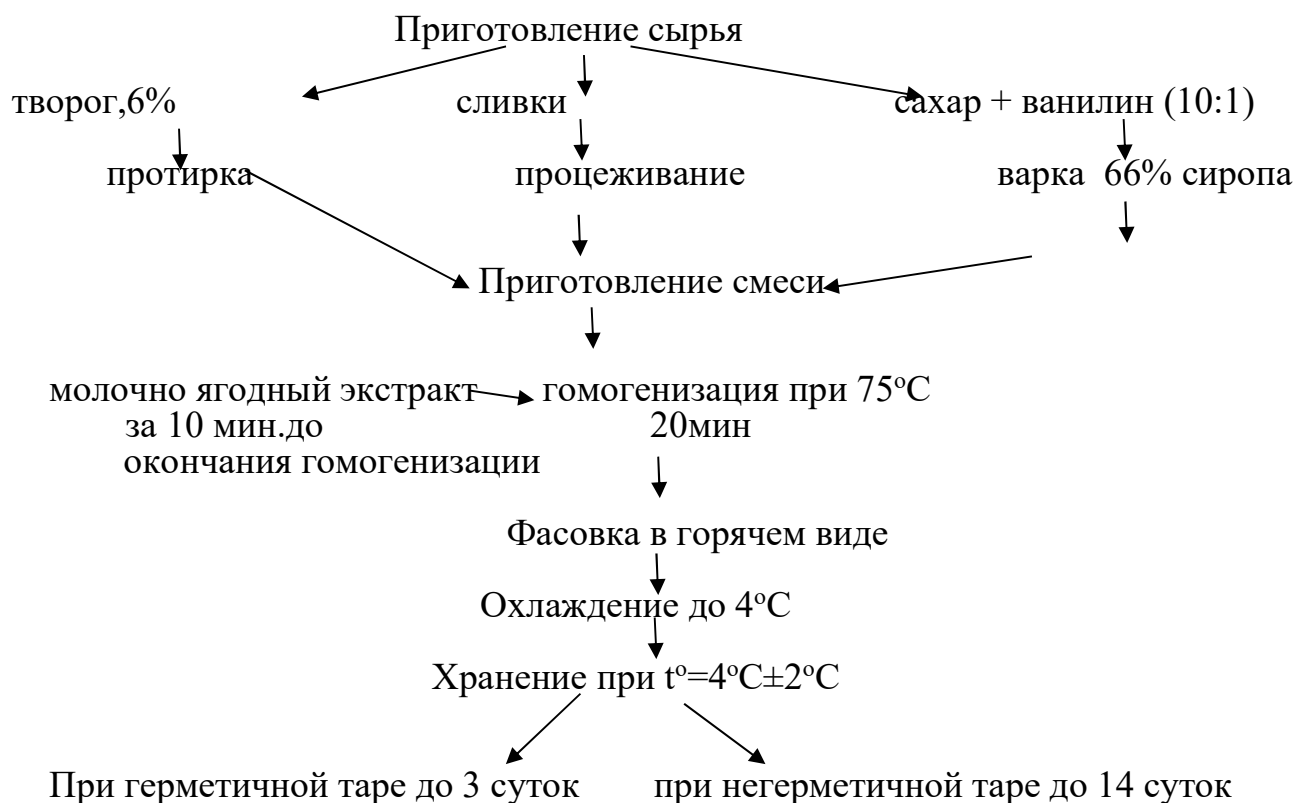 Приготовление сырья
творог,6% сливки сахар + ванилин (10:1)
протирка процеживание варка 66% сиропа
Приготовление смеси
молочно ягодный экстракт гомогенизация при 75°С
за 10 мин.до 20мин
окончания гомогенизации
Фасовка в горячем виде
Охлаждение до 4°С
Хранение при t°=4°С±2°С
При герметичной таре до 3 суток при негерметичной таре до 14 суток